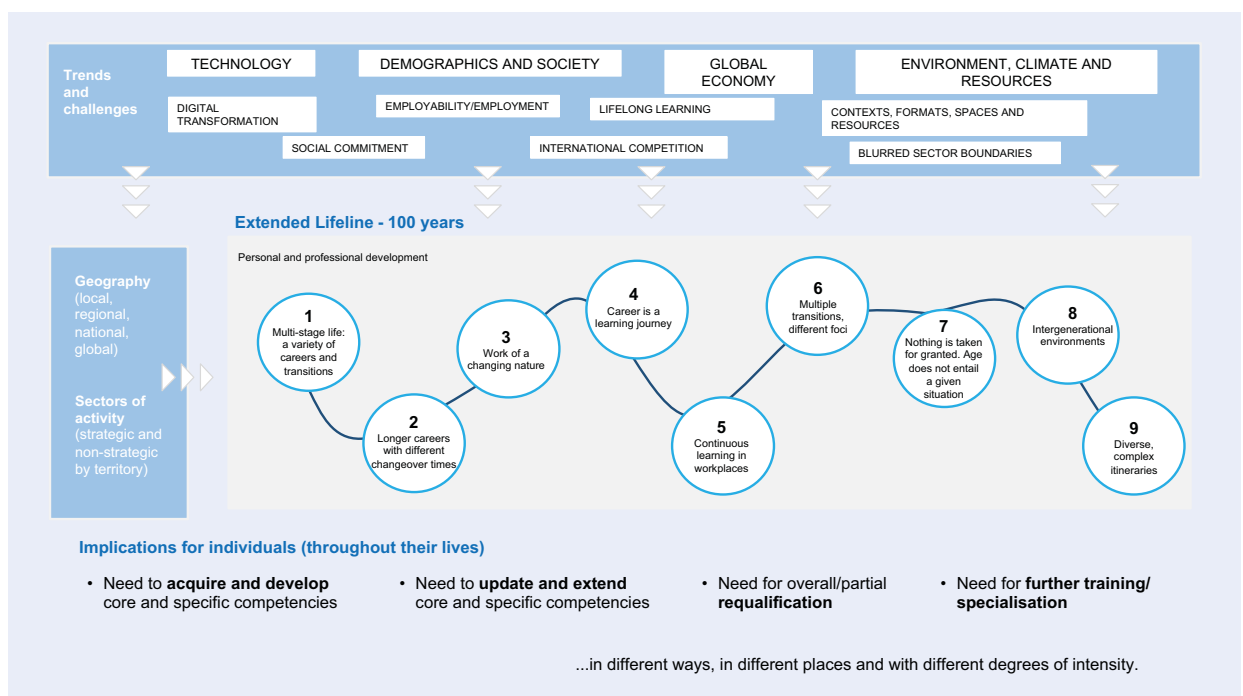 Trends
and
challenges
TECHNOLOGY
DEMOGRAPHICS AND SOCIETY
GLOBAL
ECONOMY
ENVIRONMENT, CLIMATE AND
RESOURCES
DIGITAL
TRANSFORMATION
EMPLOYABILITY/EMPLOYMENT
LIFELONG LEARNING
CONTEXTS, FORMATS, SPACES AND
RESOURCES
SOCIAL COMMITMENT
INTERNATIONAL COMPETITION
BLURRED SECTOR BOUNDARIES
Extended Lifeline - 100 years
Geography
(local,
regional,
national,
global)
Sectors of
activity
(strategic and
non-strategic
by territory)
Personal and professional development
1
Multi-stage life:
a variety of
careers and
transitions
2
Longer careers
with different
changeover times
3
Work of a
changing nature
4
Career is a
learning journey
5
Continuous
learning in
workplaces
6
Multiple
transitions,
different foci
7
Nothing is taken
for granted. Age
does not entail
a given
situation
8
Intergenerational
environments
9
Diverse,
complex
itineraries
Implications for individuals (throughout their lives)
• Need to acquire and develop
core and specific competencies
• Need to update and extend
core and specific competencies
• Need for overall/partial
requalification
• Need for further training/
specialisation
...in different ways, in different places and with different degrees of intensity.